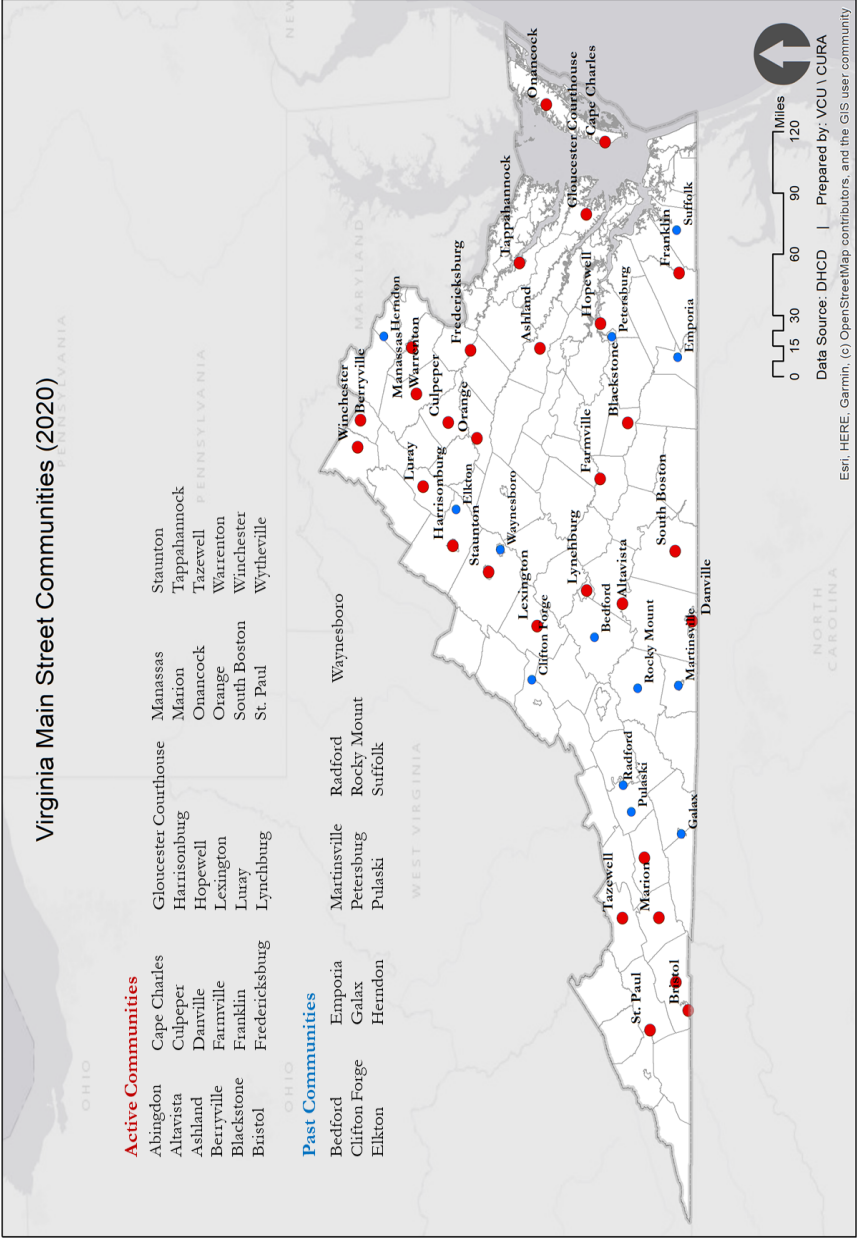 Virginia Main Street Communities (2020)
Active Communities
Abingdon Cape Charles Gloucester Courthouse Manassas Staunton
Altavista Culpeper Harrisonburg Marion Tappahannock
Ashland Danville Hopewell Onancock Tazewell
Berryville Farmville Lexington Orange Warrenton
Blackstone Franklin Luray South Boston Winchester
Bristol Fredericksburg Lynchburg St. Paul Wytheville
Past Communities
Bedford Emporia Martinsville Radford Waynesboro
Clifton Forge Galax Petersburg Rocky Mount
Elkton Herndon Pulaski Suffolk
OHIO
OHIO
PENNSYLVANIA
PENNSYLVANIA
NEW
MARYLAND
WEST VIRGINIA
NORTH
CAROLINA
Winchester
Berryville
Herndon
Manassas
Warrenton
Luray
Culpeper
Harrisonburg
Orange
Fredericksburg
Elkton
Staunton
Waynesboro
Tappahannock
Onancock
Lexington
Clifton Forge
Ashland
Gloucester Courthouse
Cape Charles
Lynchburg
Farmville
Hopewell
Bedford
Altavista
Blackstone
Petersburg
Tazewell
Radford
Pulaski
Rocky Mount
St. Paul
Marion
South Boston
Franklin
Suffolk
Bristol
Galax
Martinsville
Danville
Emporia
0 15 30 60 90 120
Miles
Data Source: DHCD | Prepared by: VCU \ CURA
Esri, HERE, Garmin, (c) OpenStreetMap contributors, and the GIS user community